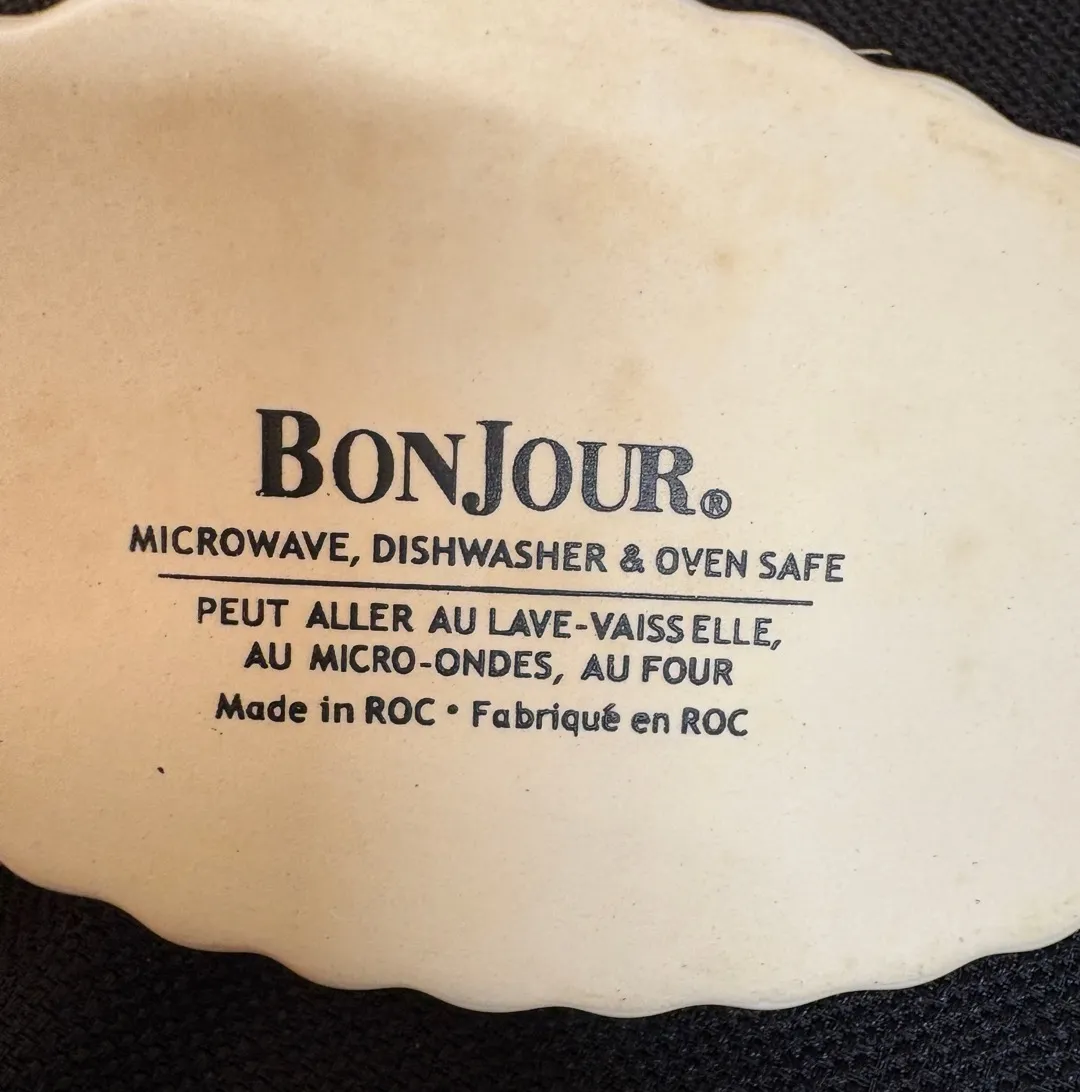 BONJOUR®
MICROWAVE, DISHWASHER & OVEN SAFE
PEUT ALLER AU LAVE-VAISSELLE,
AU MICRO-ONDES, AU FOUR
Made in ROC • Fabriqué en ROC